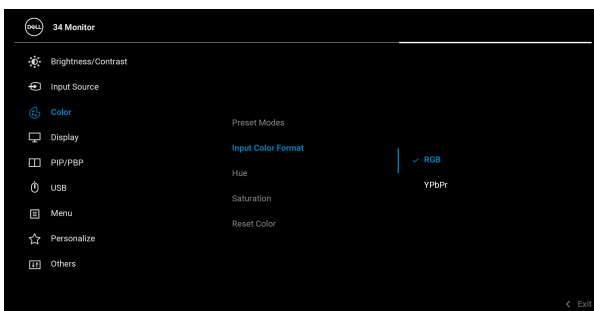 DELL 34 Monitor
Brightness/Contrast
Input Source
Color
Display
PIP/PBP
USB
Menu
Personalize
Others
Preset Modes
Input Color Format
Hue
Saturation
Reset Color
RGB
YPbPr
Exit